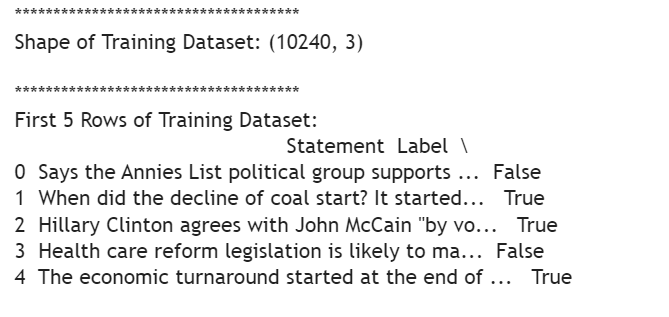 *************************************
Shape of Training Dataset: (10240, 3)
*************************************
First 5 Rows of Training Dataset:
Statement Label \
0 Says the Annies List political group supports ... False
1 When did the decline of coal start? It started... True
2 Hillary Clinton agrees with John McCain "by vo... True
3 Health care reform legislation is likely to ma... False
4 The economic turnaround started at the end of ... True